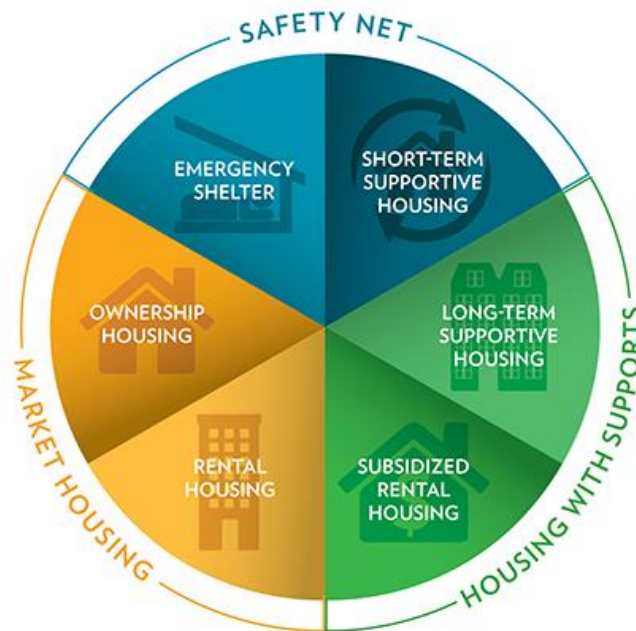 SAFETY NET
EMERGENCY
SHELTER
SHORT-TERM
SUPPORTIVE
HOUSING
OWNERSHIP
HOUSING
LONG-TERM
SUPPORTIVE
HOUSING
RENTAL
HOUSING
SUBSIDIZED
RENTAL
HOUSING
MARKET HOUSING
HOUSING WITH SUPPORTS